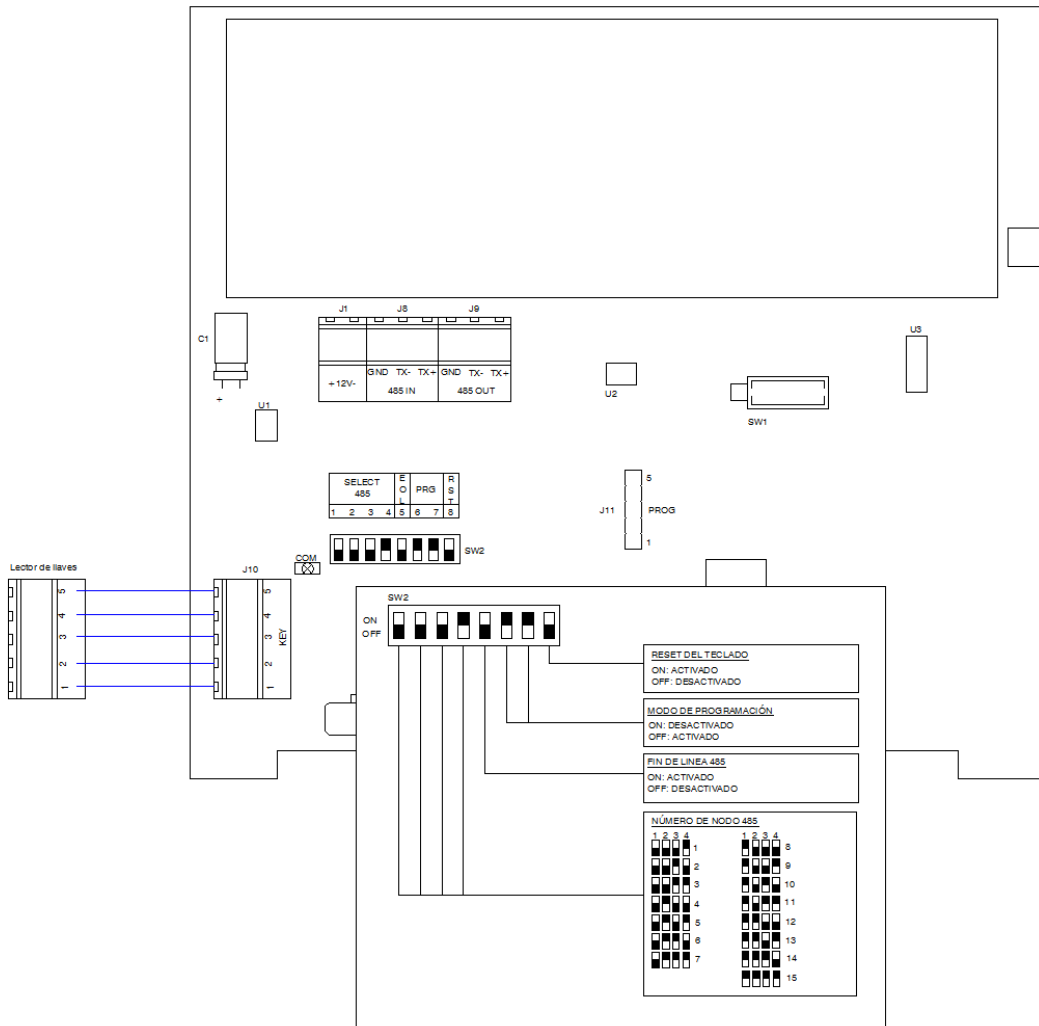 J1
J8
J9
C1
+
U1
+12V-
GND TX- TX+
485 IN
GND TX- TX+
485 OUT
U2
SW1
U3
SELECT
485
EOL
PRG
RST
1 2 3 4 5 6 7 8
SW2
COM
J11
5
PROG
1
Lector de llaves
5
4
3
2
1
J10
5
4
3
2
1
KEY
SW2
ON
OFF
RESET DEL TECLADO
ON: ACTIVADO
OFF: DESACTIVADO
MODO DE PROGRAMACIÓN
ON: DESACTIVADO
OFF: ACTIVADO
FIN DE LINEA 485
ON: ACTIVADO
OFF: DESACTIVADO
NÚMERO DE NODO 485
1 2 3 4
1
2
3
4
5
6
7
1 2 3 4
8
9
10
11
12
13
14
15